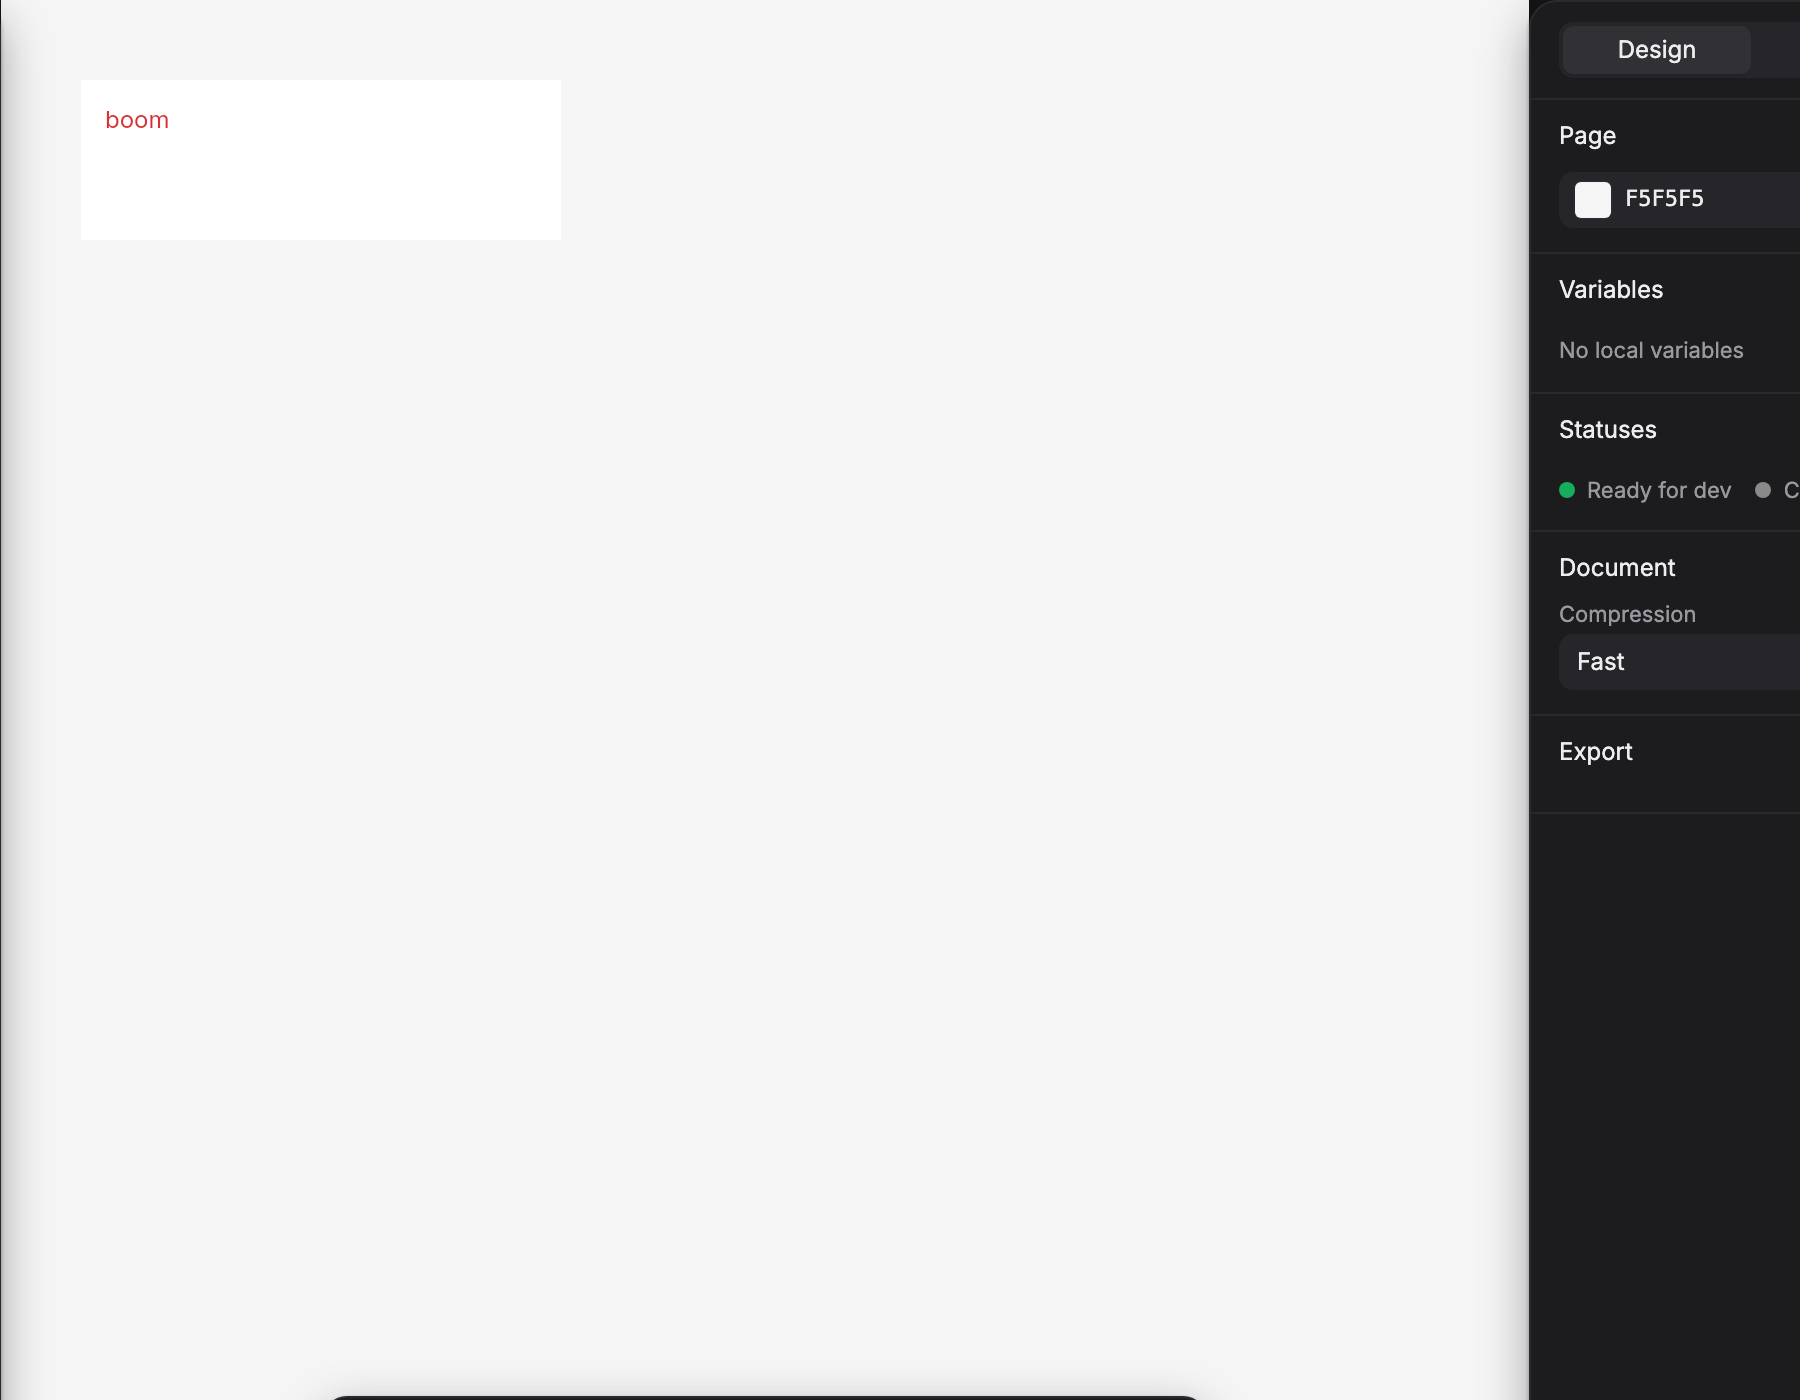 boom
Design
Page
F5F5F5
Variables
No local variables
Statuses
Ready for dev
Document
Compression
Fast
Export